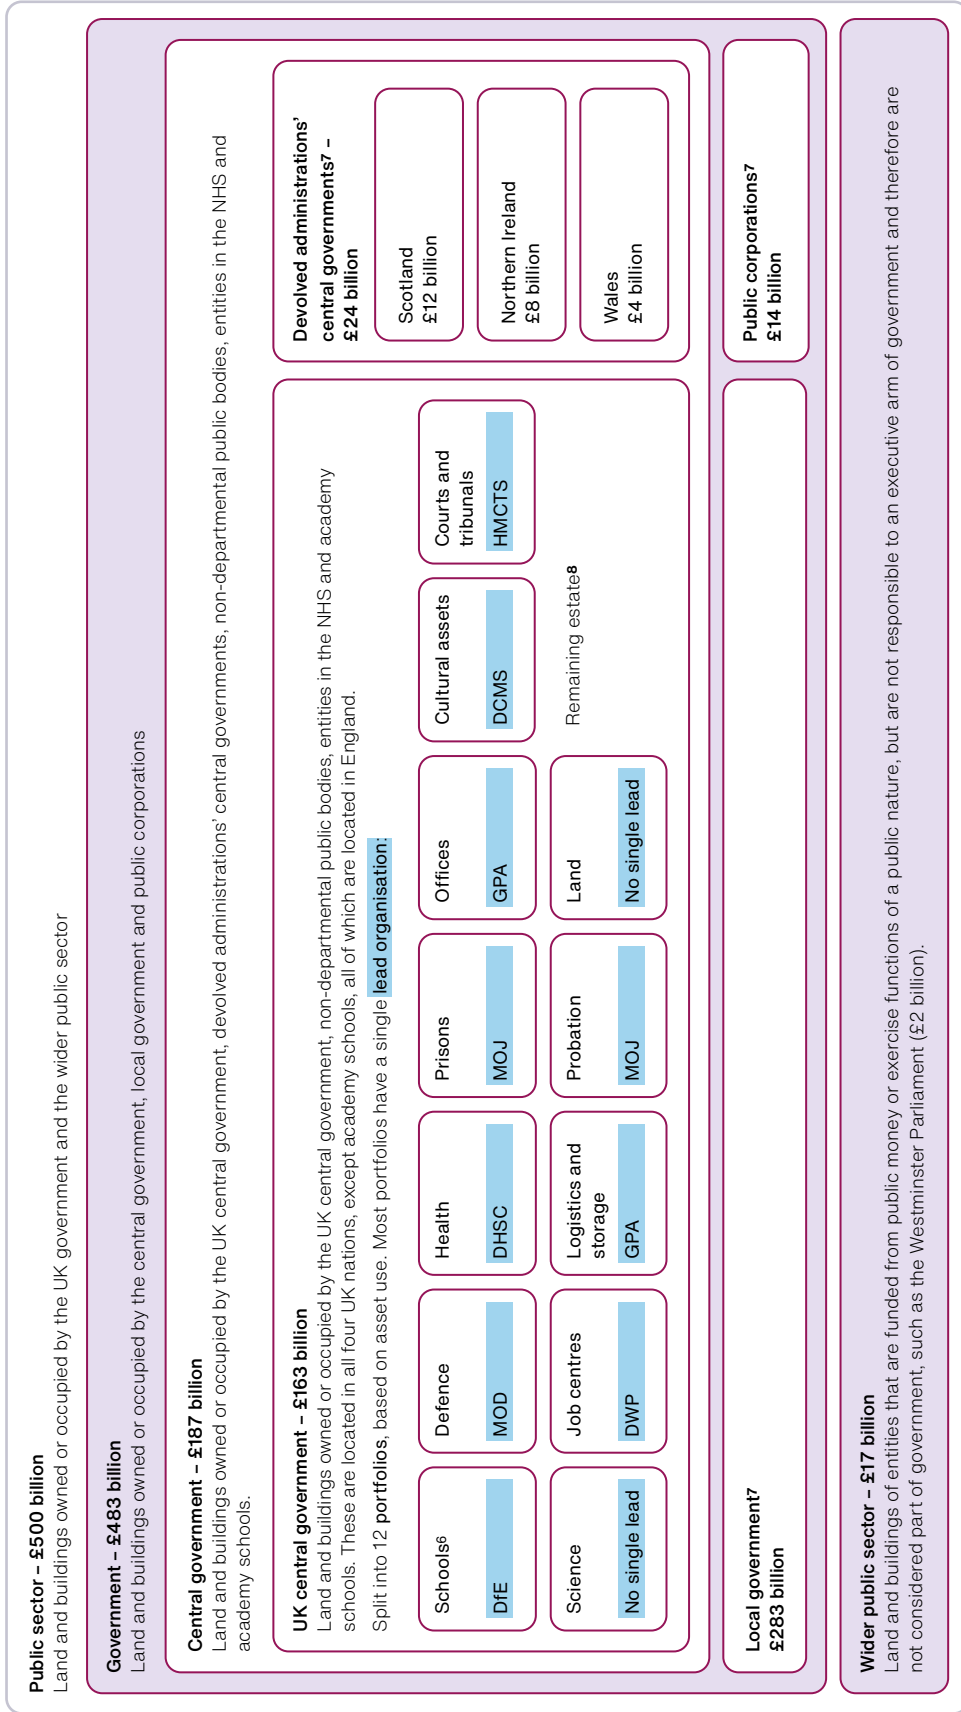 Public sector – £500 billion
Land and buildings owned or occupied by the UK government and the wider public sector
Government – £483 billion
Land and buildings owned or occupied by the central government, local government and public corporations
Central government – £187 billion
Land and buildings owned or occupied by the UK central government, devolved administrations’ central governments, non-departmental public bodies, entities in the NHS and
academy schools.
UK central government – £163 billion
Land and buildings owned or occupied by the UK central government, non-departmental public bodies, entities in the NHS and academy
schools. These are located in all four UK nations, except academy schools, all of which are located in England.
Split into 12 portfolios, based on asset use. Most portfolios have a single lead organisation:
Schools⁶
DfE
Defence
MOD
Health
DHSC
Prisons
MOJ
Offices
GPA
Cultural assets
DCMS
Courts and
tribunals
HMCTS
Science
No single lead
Job centres
DWP
Logistics and
storage
GPA
Probation
MOJ
Land
No single lead
Remaining estate⁸
Devolved administrations’
central governments⁷ –
£24 billion
Scotland
£12 billion
Northern Ireland
£8 billion
Wales
£4 billion
Local government⁷
£283 billion
Public corporations⁷
£14 billion
Wider public sector – £17 billion
Land and buildings of entities that are funded from public money or exercise functions of a public nature, but are not responsible to an executive arm of government and therefore are
not considered part of government, such as the Westminster Parliament (£2 billion).